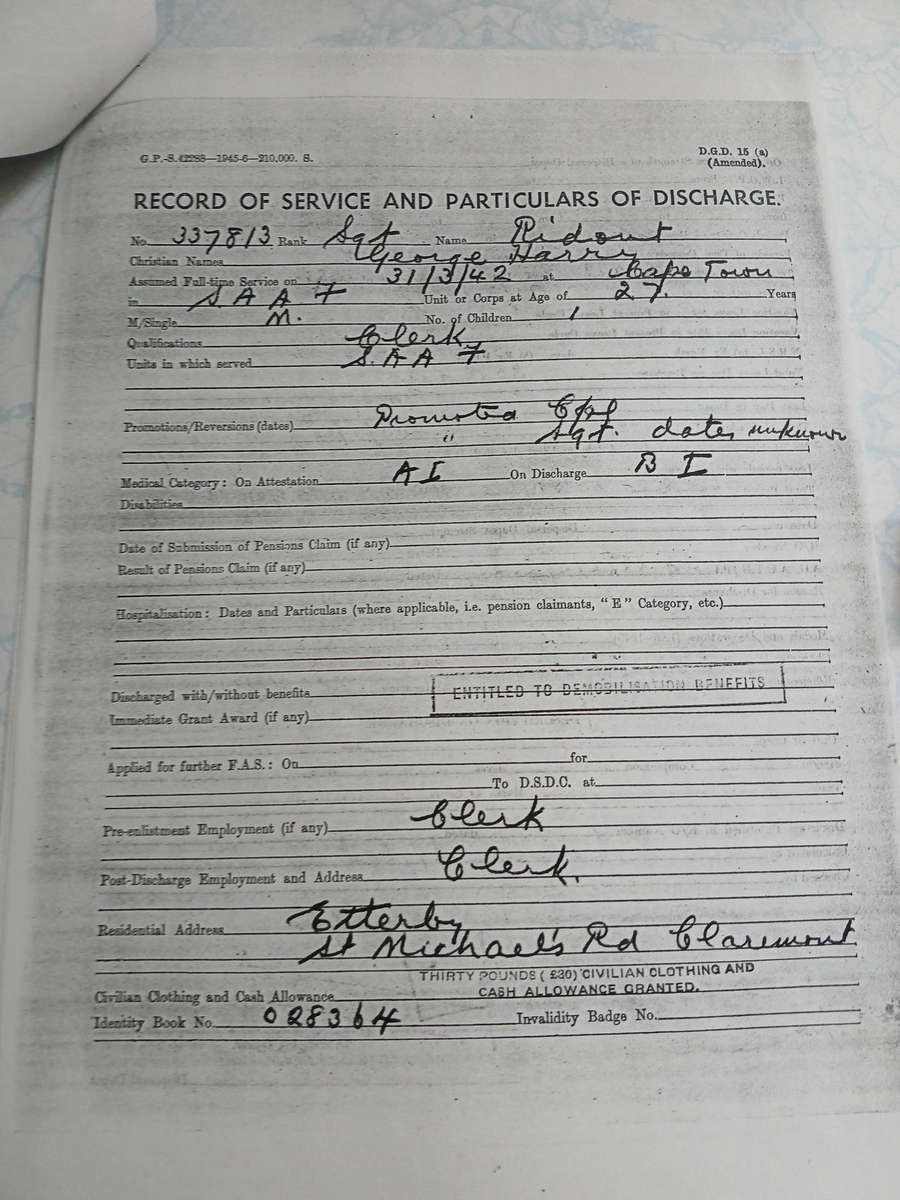 G.P.-S.42288—1945-6—210,000. S.
D.G.D. 15 (a)
(Amended).
RECORD OF SERVICE AND PARTICULARS OF DISCHARGE.
No. 337813 Rank Sgt Name Ridout
Christian Names George Harry
Assumed Full-time Service on 31/3/42 at Cape Town
in S A A F Unit or Corps at Age of 27. Years
M/Single M. No. of Children 1
Qualifications Clerk
Units in which served S. A A F
Promotions/Reversions (dates) Promoted Cpl
" Sgt. dates unknown
Medical Category: On Attestation A I On Discharge B I
Disabilities
Date of Submission of Pensions Claim (if any)
Result of Pensions Claim (if any)
Hospitalisation: Dates and Particulars (where applicable, i.e. pension claimants, "E" Category, etc.)
Discharged with/without benefits ENTITLED TO DEMOBILISATION BENEFITS
Immediate Grant Award (if any)
Applied for further F.A.S.: On for
To D.S.D.C. at
Pre-enlistment Employment (if any) Clerk
Post-Discharge Employment and Address Clerk.
Residential Address Etterby
St Michael's Rd Claremont
THIRTY POUNDS (£30) CIVILIAN CLOTHING AND
Civilian Clothing and Cash Allowance CASH ALLOWANCE GRANTED.
Identity Book No. 028364 Invalidity Badge No.